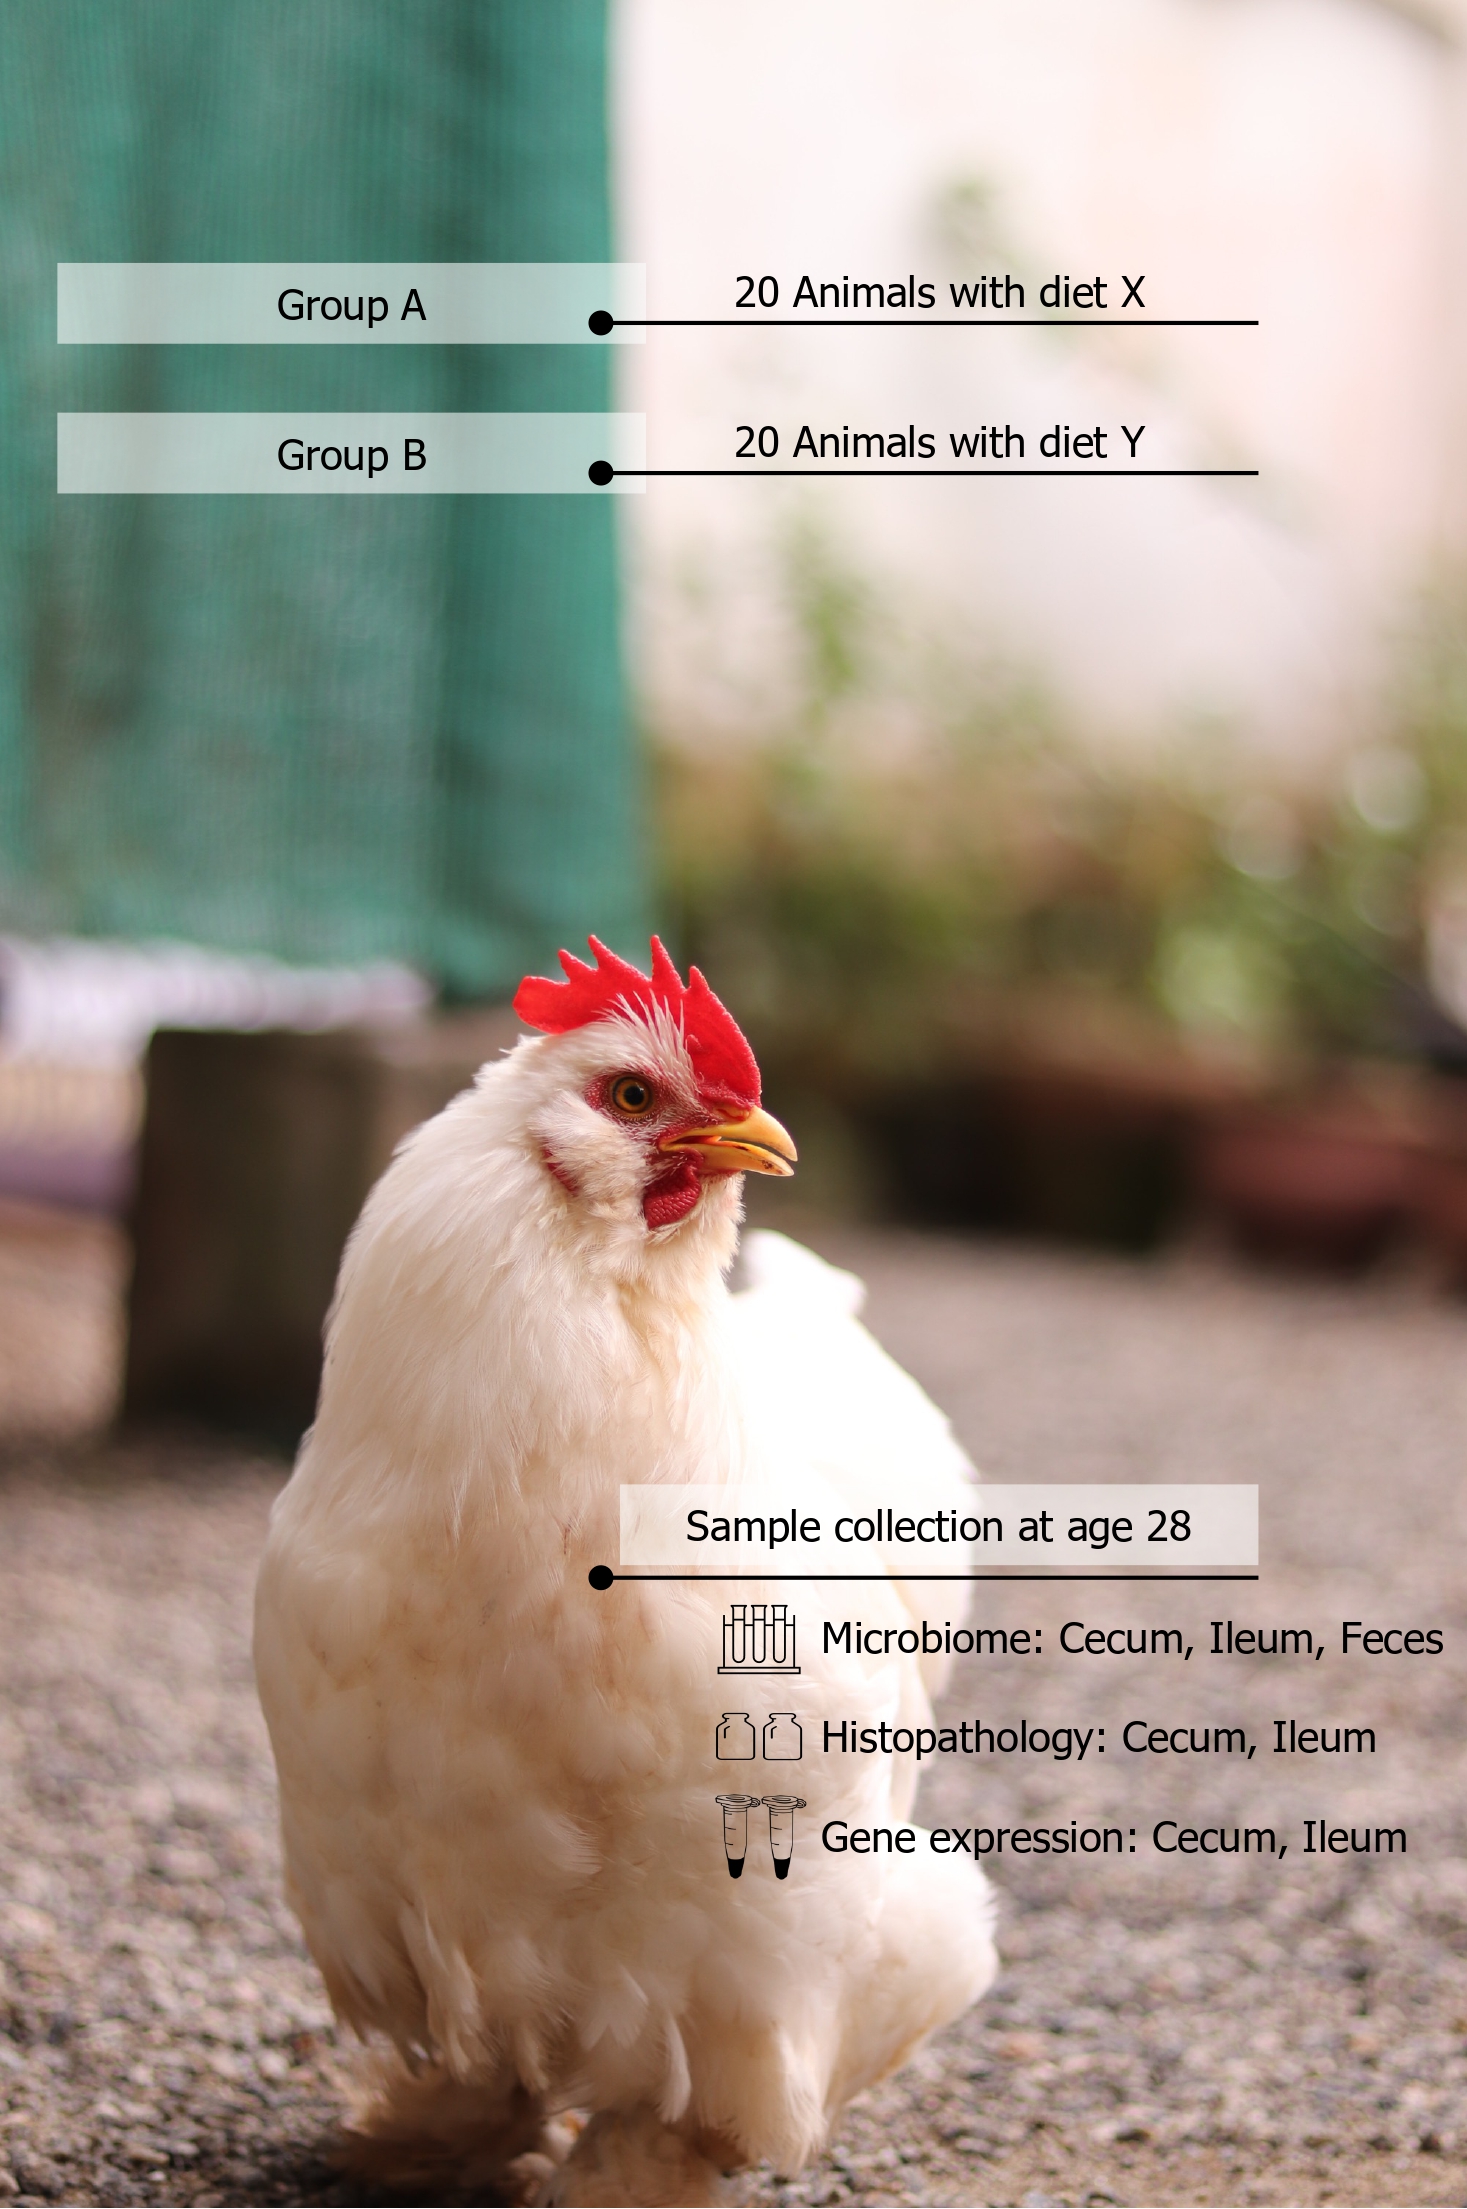 Group A
20 Animals with diet X
Group B
20 Animals with diet Y
Sample collection at age 28
Microbiome: Cecum, Ileum, Feces
Histopathology: Cecum, Ileum
Gene expression: Cecum, Ileum